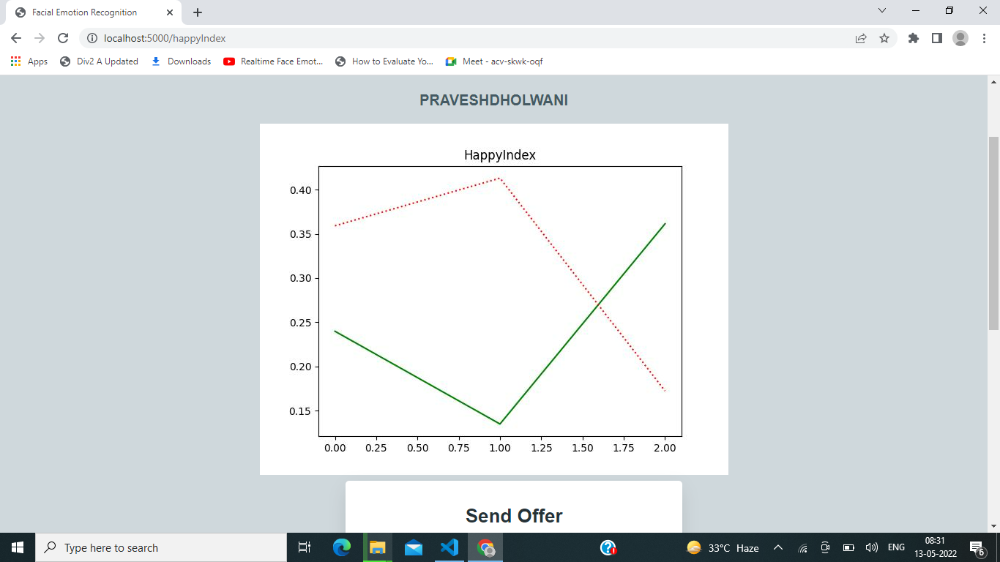 Facial Emotion Recognition
localhost:5000/happyIndex
Apps Div2 A Updated Downloads Realtime Face Emot... How to Evaluate Yo... Meet - acv-skwk-oqf
PRAVESHDHOLWANI
HappyIndex
0.40
0.35
0.30
0.25
0.20
0.15
0.00 0.25 0.50 0.75 1.00 1.25 1.50 1.75 2.00
Send Offer
Type here to search
33°C Haze
ENG
08:31
13-05-2022
6